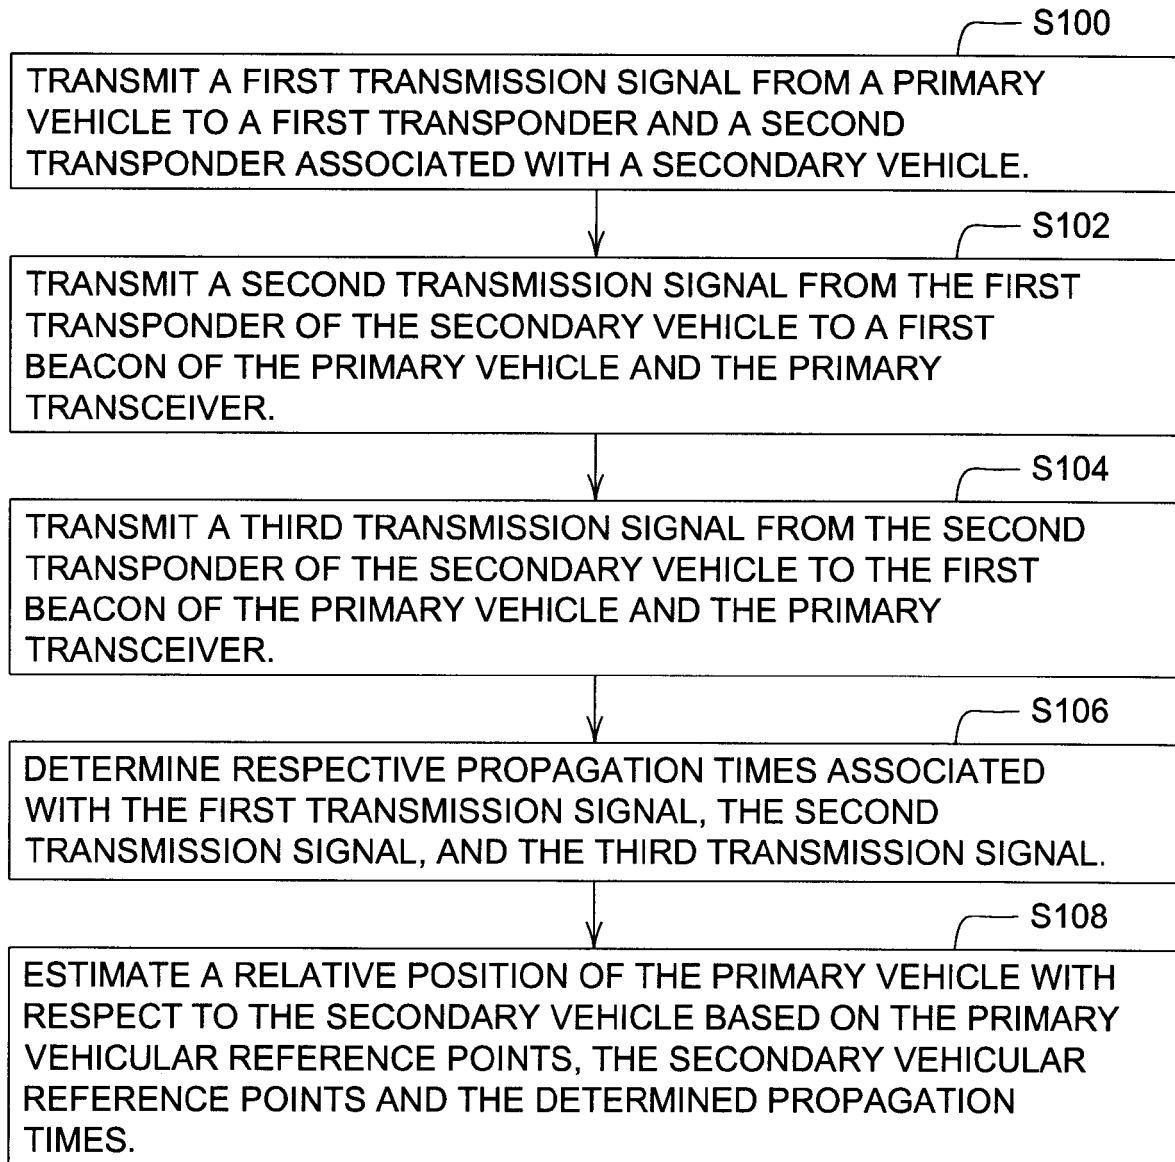 S100
TRANSMIT A FIRST TRANSMISSION SIGNAL FROM A PRIMARY
VEHICLE TO A FIRST TRANSPONDER AND A SECOND
TRANSPONDER ASSOCIATED WITH A SECONDARY VEHICLE.
S102
TRANSMIT A SECOND TRANSMISSION SIGNAL FROM THE FIRST
TRANSPONDER OF THE SECONDARY VEHICLE TO A FIRST
BEACON OF THE PRIMARY VEHICLE AND THE PRIMARY
TRANSCEIVER.
S104
TRANSMIT A THIRD TRANSMISSION SIGNAL FROM THE SECOND
TRANSPONDER OF THE SECONDARY VEHICLE TO THE FIRST
BEACON OF THE PRIMARY VEHICLE AND THE PRIMARY
TRANSCEIVER.
S106
DETERMINE RESPECTIVE PROPAGATION TIMES ASSOCIATED
WITH THE FIRST TRANSMISSION SIGNAL, THE SECOND
TRANSMISSION SIGNAL, AND THE THIRD TRANSMISSION SIGNAL.
S108
ESTIMATE A RELATIVE POSITION OF THE PRIMARY VEHICLE WITH
RESPECT TO THE SECONDARY VEHICLE BASED ON THE PRIMARY
VEHICULAR REFERENCE POINTS, THE SECONDARY VEHICULAR
REFERENCE POINTS AND THE DETERMINED PROPAGATION
TIMES.